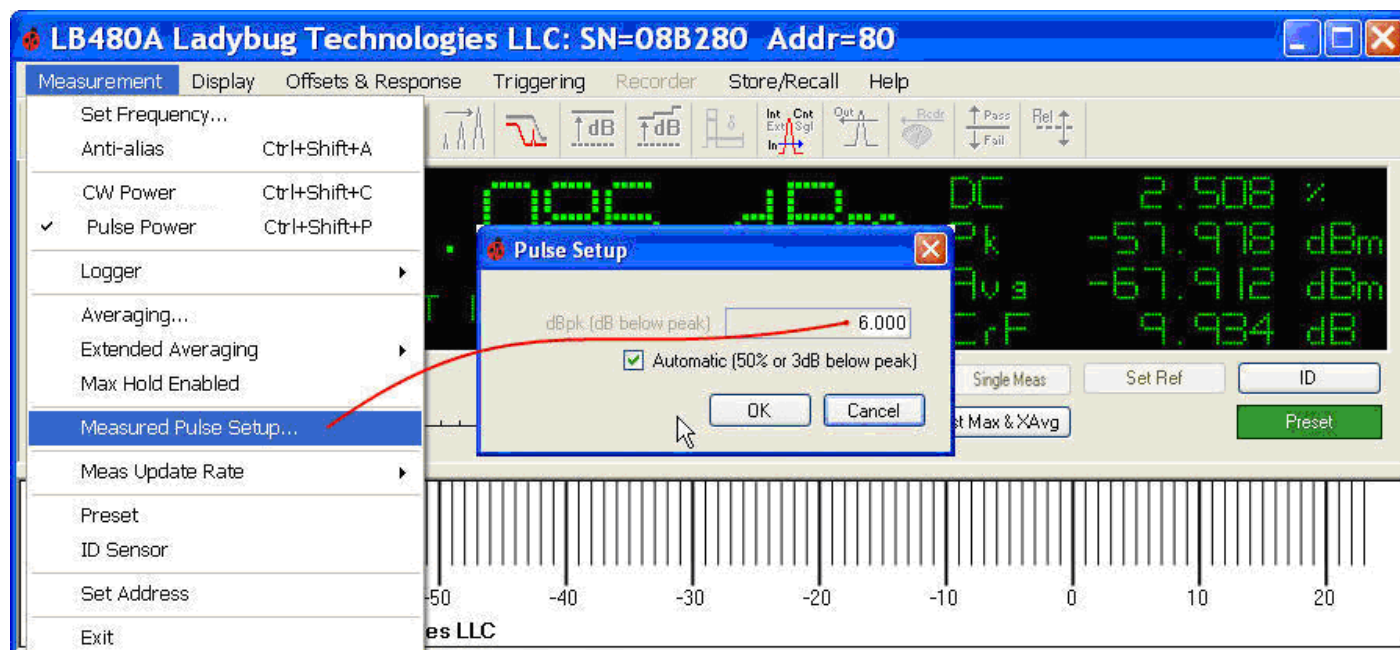 LB480A Ladybug Technologies LLC: SN=08B280 Addr=80
Measurement Display Offsets & Response Triggering Recorder Store/Recall Help
Set Frequency...
Anti-alias Ctrl+Shift+A
CW Power Ctrl+Shift+C
Pulse Power Ctrl+Shift+P
Logger
Averaging...
Extended Averaging
Max Hold Enabled
Measured Pulse Setup...
Meas Update Rate
Preset
ID Sensor
Set Address
Exit
dB dB Int Cnt Out Rcdr Pass Rel
Ext Sgl Fail
In
dBm
DC 2.508 %
Pk -57.978 dBm
Avg -67.912 dBm
CrF 9.934 dB
Pulse Setup
dBpk (dB below peak) 6.000
Automatic (50% or 3dB below peak)
OK Cancel
Single Meas Set Ref ID
st Max & XAvg Preset
-50 -40 -30 -20 -10 0 10 20
es LLC